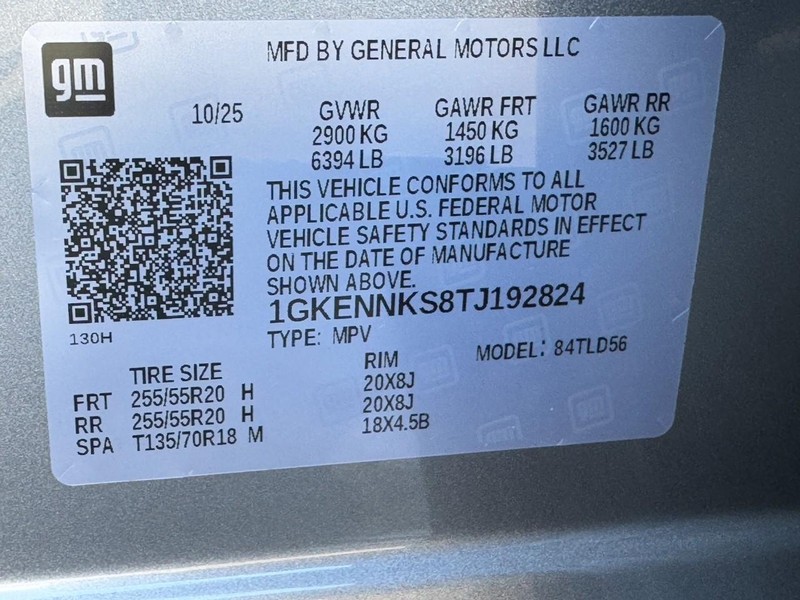 gm
MFD BY GENERAL MOTORS LLC
10/25 GVWR GAWR FRT GAWR RR
2900 KG 1450 KG 1600 KG
6394 LB 3196 LB 3527 LB
THIS VEHICLE CONFORMS TO ALL
APPLICABLE U.S. FEDERAL MOTOR
VEHICLE SAFETY STANDARDS IN EFFECT
ON THE DATE OF MANUFACTURE
SHOWN ABOVE.
1GKENNKS8TJ192824
130H
TYPE: MPV MODEL: 84TLD56
TIRE SIZE RIM
FRT 255/55R20 H 20X8J
RR 255/55R20 H 20X8J
SPA T135/70R18 M 18X4.5B